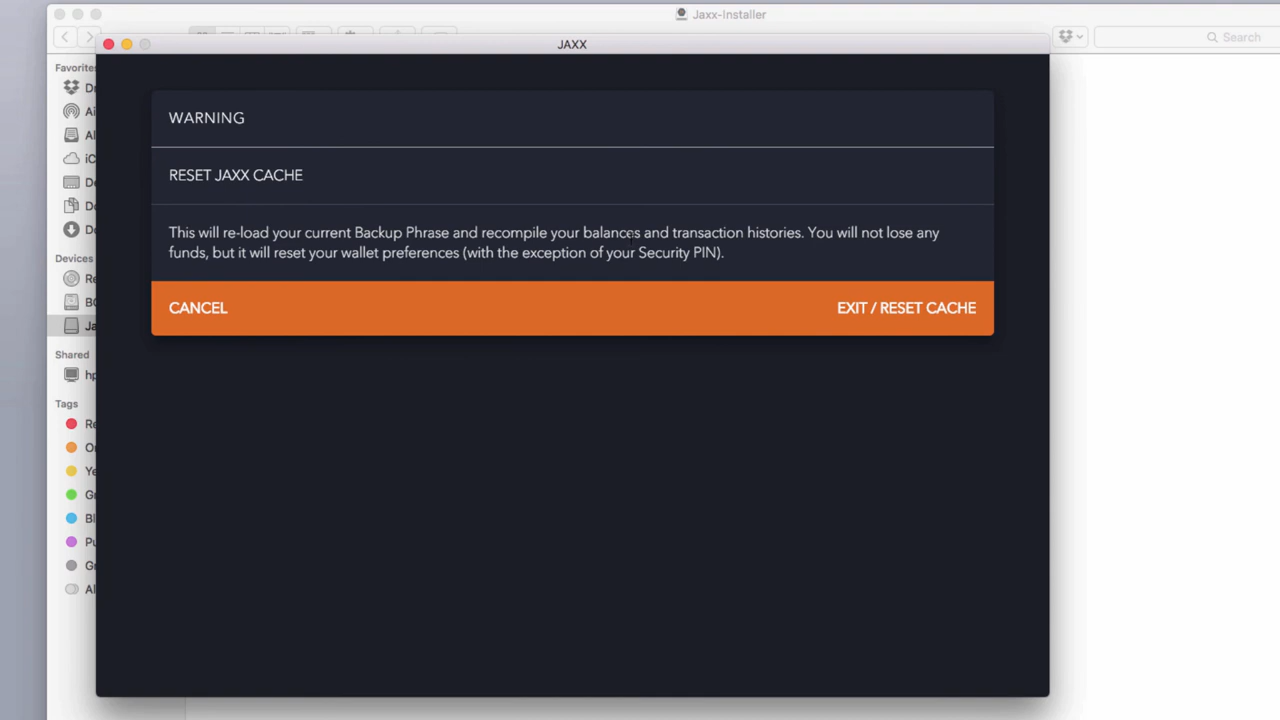 Jaxx-Installer
JAXX
Search
Favorites
WARNING
RESET JAXX CACHE
This will re-load your current Backup Phrase and recompile your balances and transaction histories. You will not lose any
funds, but it will reset your wallet preferences (with the exception of your Security PIN).
CANCEL
EXIT / RESET CACHE
Devices
Shared
Tags